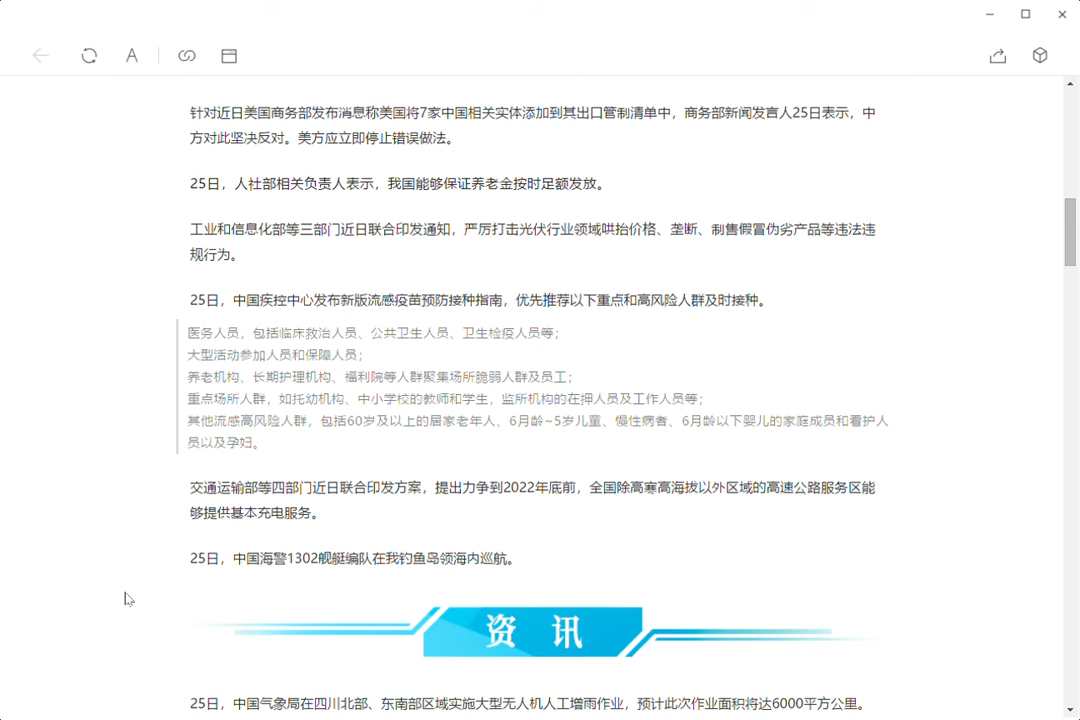 A
针对近日美国商务部发布消息称美国将7家中国相关实体添加到其出口管制清单中，商务部新闻发言人25日表示，中
方对此坚决反对。美方应立即停止错误做法。
25日，人社部相关负责人表示，我国能够保证养老金按时足额发放。
工业和信息化部等三部门近日联合印发通知，严厉打击光伏行业领域哄抬价格、垄断、制售假冒伪劣产品等违法违
规行为。
25日，中国疾控中心发布新版流感疫苗预防接种指南，优先推荐以下重点和高风险人群及时接种。
医务人员，包括临床救治人员、公共卫生人员、卫生检疫人员等；
大型活动参加人员和保障人员；
养老机构、长期护理机构、福利院等人群聚集场所脆弱人群及员工；
重点场所人群，如托幼机构、中小学校的教师和学生，监所机构的在押人员及工作人员等；
其他流感高风险人群，包括60岁及以上的居家老年人、6月龄~5岁儿童、慢性病者、6月龄以下婴儿的家庭成员和看护人
员以及孕妇。
交通运输部等四部门近日联合印发方案，提出力争到2022年底前，全国除高寒高海拔以外区域的高速公路服务区能
够提供基本充电服务。
25日，中国海警1302舰艇编队在我钓鱼岛领海内巡航。
资 讯
25日，中国气象局在四川北部、东南部区域实施大型无人机人工增雨作业，预计此次作业面积将达6000平方公里。